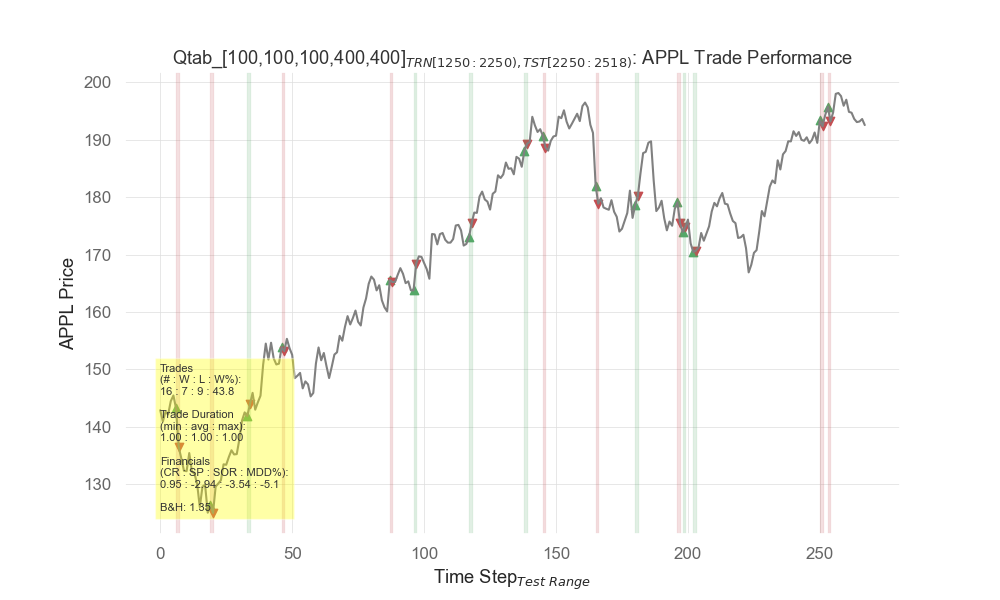 Qtab_[100,100,100,400,400]TRN[1250:2250],TST[2250:2518]: APPL Trade Performance
200
190
180
170
160
150
140
130
APPL Price
Trades
(# : W : L : W%):
16 : 7 : 9 : 43.8
Trade Duration
(min : avg : max):
1.00 : 1.00 : 1.00
Financials
(CR : SP : SOR : MDD%):
0.95 : -2.94 : -3.54 : -5.1
B&H: 1.35
0 50 100 150 200 250
Time StepTest Range